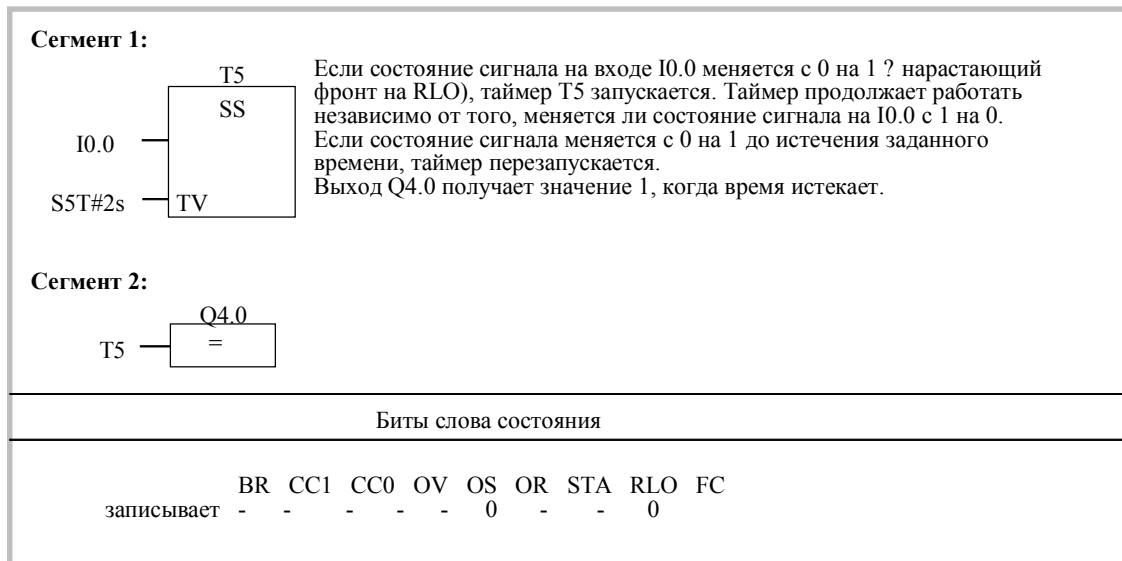 Сегмент 1:
T5
SS
I0.0
S5T#2s
TV
Если состояние сигнала на входе I0.0 меняется с 0 на 1 ? нарастающий
фронт на RLO), таймер T5 запускается. Таймер продолжает работать
независимо от того, меняется ли состояние сигнала на I0.0 с 1 на 0.
Если состояние сигнала меняется с 0 на 1 до истечения заданного
времени, таймер перезапускается.
Выход Q4.0 получает значение 1, когда время истекает.
Сегмент 2:
Q4.0
T5
=
Биты слова состояния
BR CC1 CC0 OV OS OR STA RLO FC
записывает - - - - - 0 - - 0